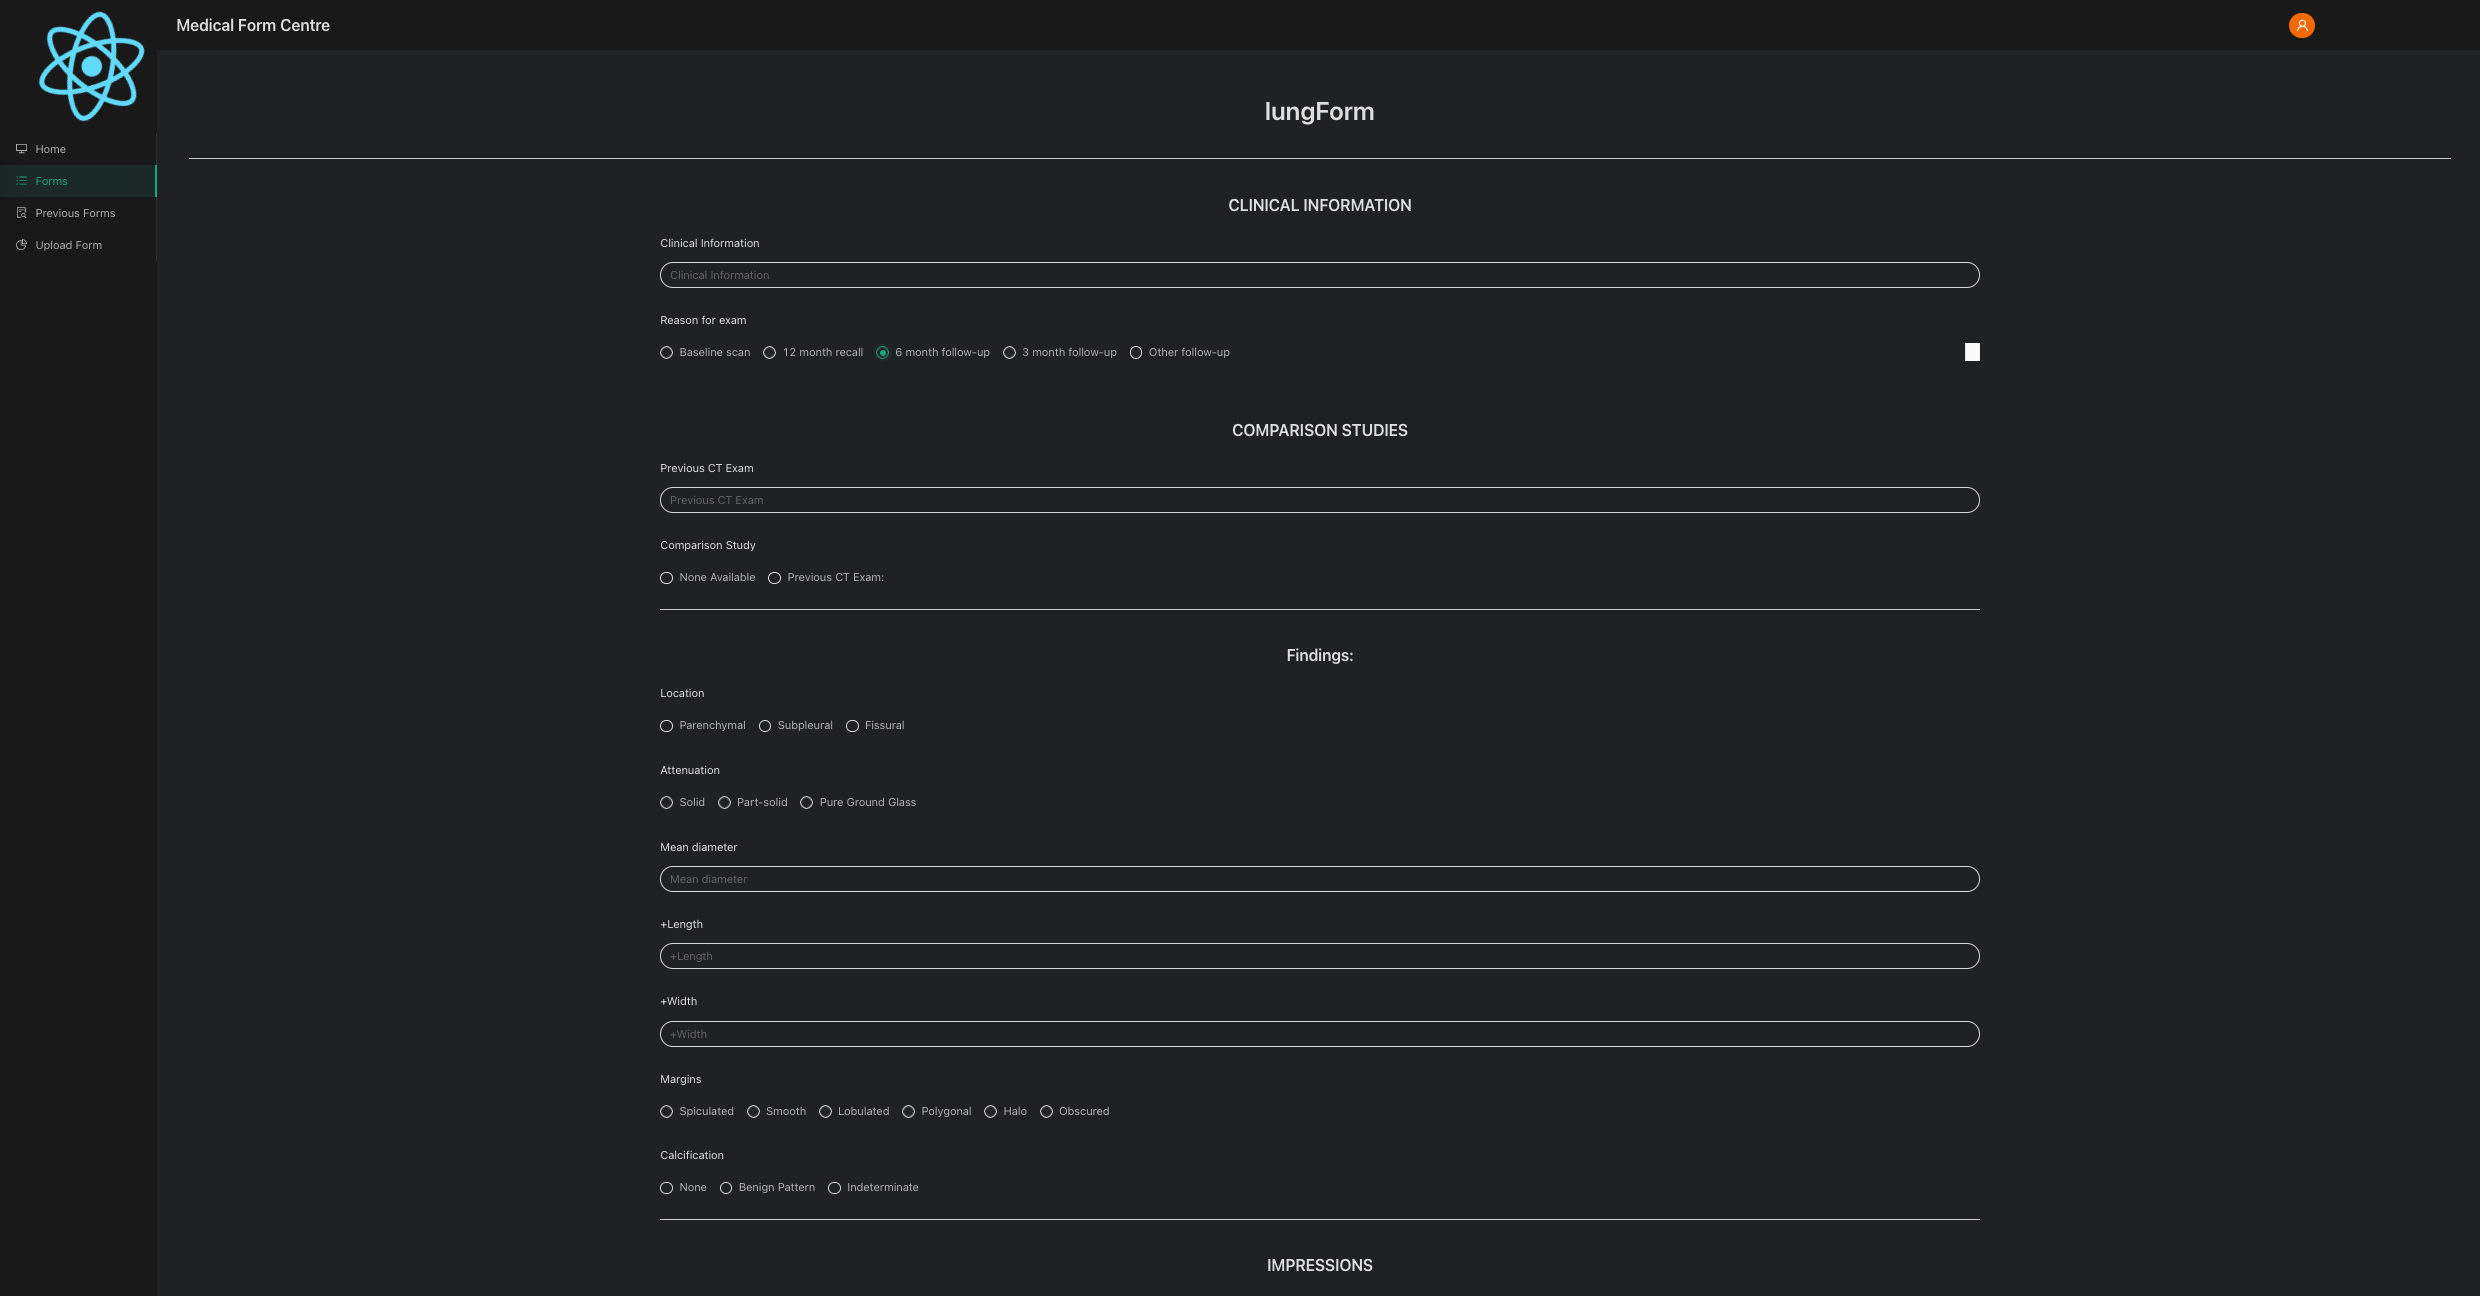 Medical Form Centre
Home
Forms
Previous Forms
Upload Form
lungForm
CLINICAL INFORMATION
Clinical Information
Clinical Information
Reason for exam
Baseline scan 12 month recall 6 month follow-up 3 month follow-up Other follow-up
COMPARISON STUDIES
Previous CT Exam
Previous CT Exam
Comparison Study
None Available Previous CT Exam:
Findings:
Location
Parenchymal Subpleural Fissural
Attenuation
Solid Part-solid Pure Ground Glass
Mean diameter
Mean diameter
+Length
+Length
+Width
+Width
Margins
Spiculated Smooth Lobulated Polygonal Halo Obscured
Calcification
None Benign Pattern Indeterminate
IMPRESSIONS